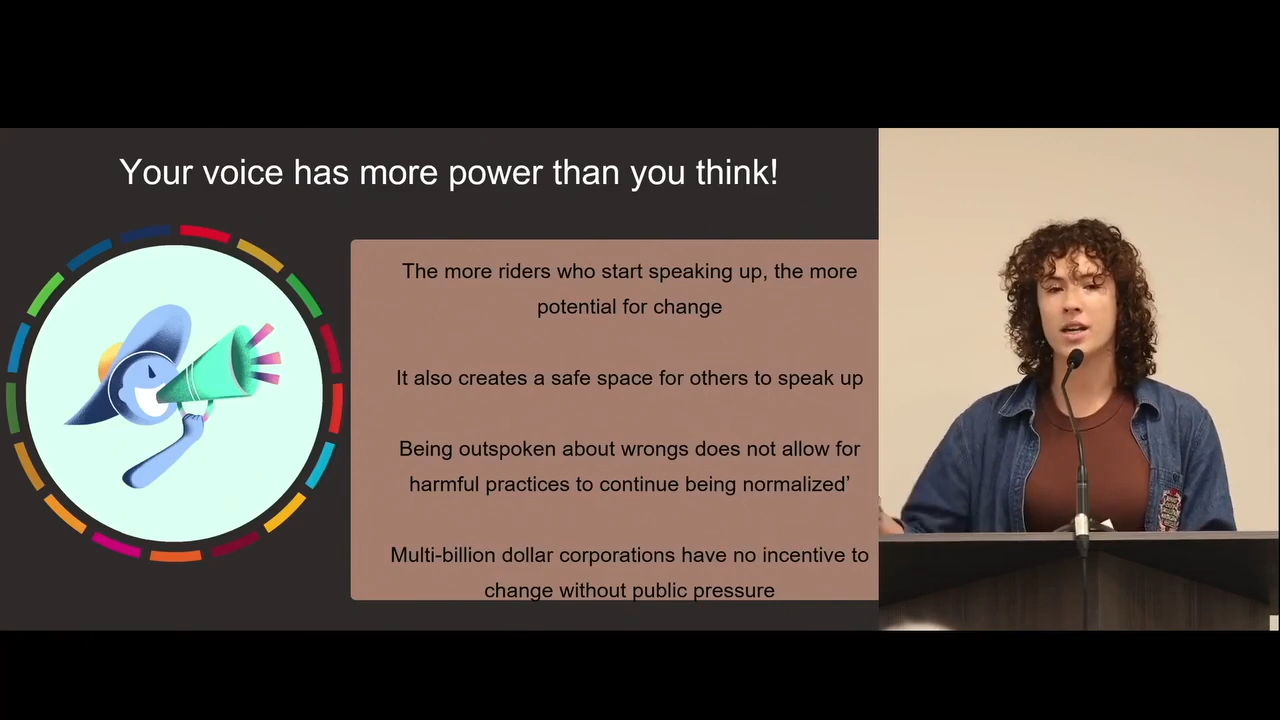 Your voice has more power than you think!
The more riders who start speaking up, the more
potential for change
It also creates a safe space for others to speak up
Being outspoken about wrongs does not allow for
harmful practices to continue being normalized’
Multi-billion dollar corporations have no incentive to
change without public pressure